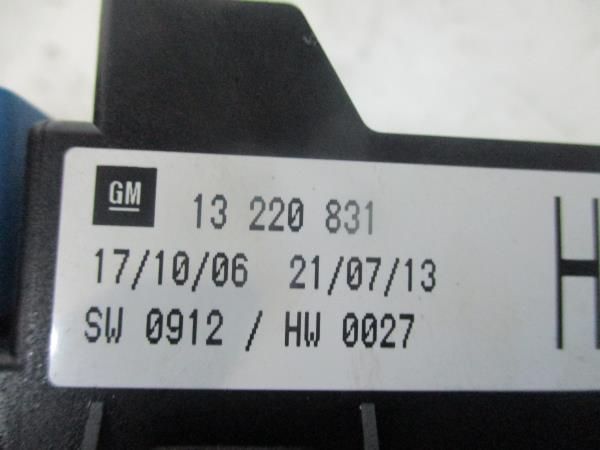 GM 13 220 831
17/10/06 21/07/13
SW 0912 / HW 0027
H